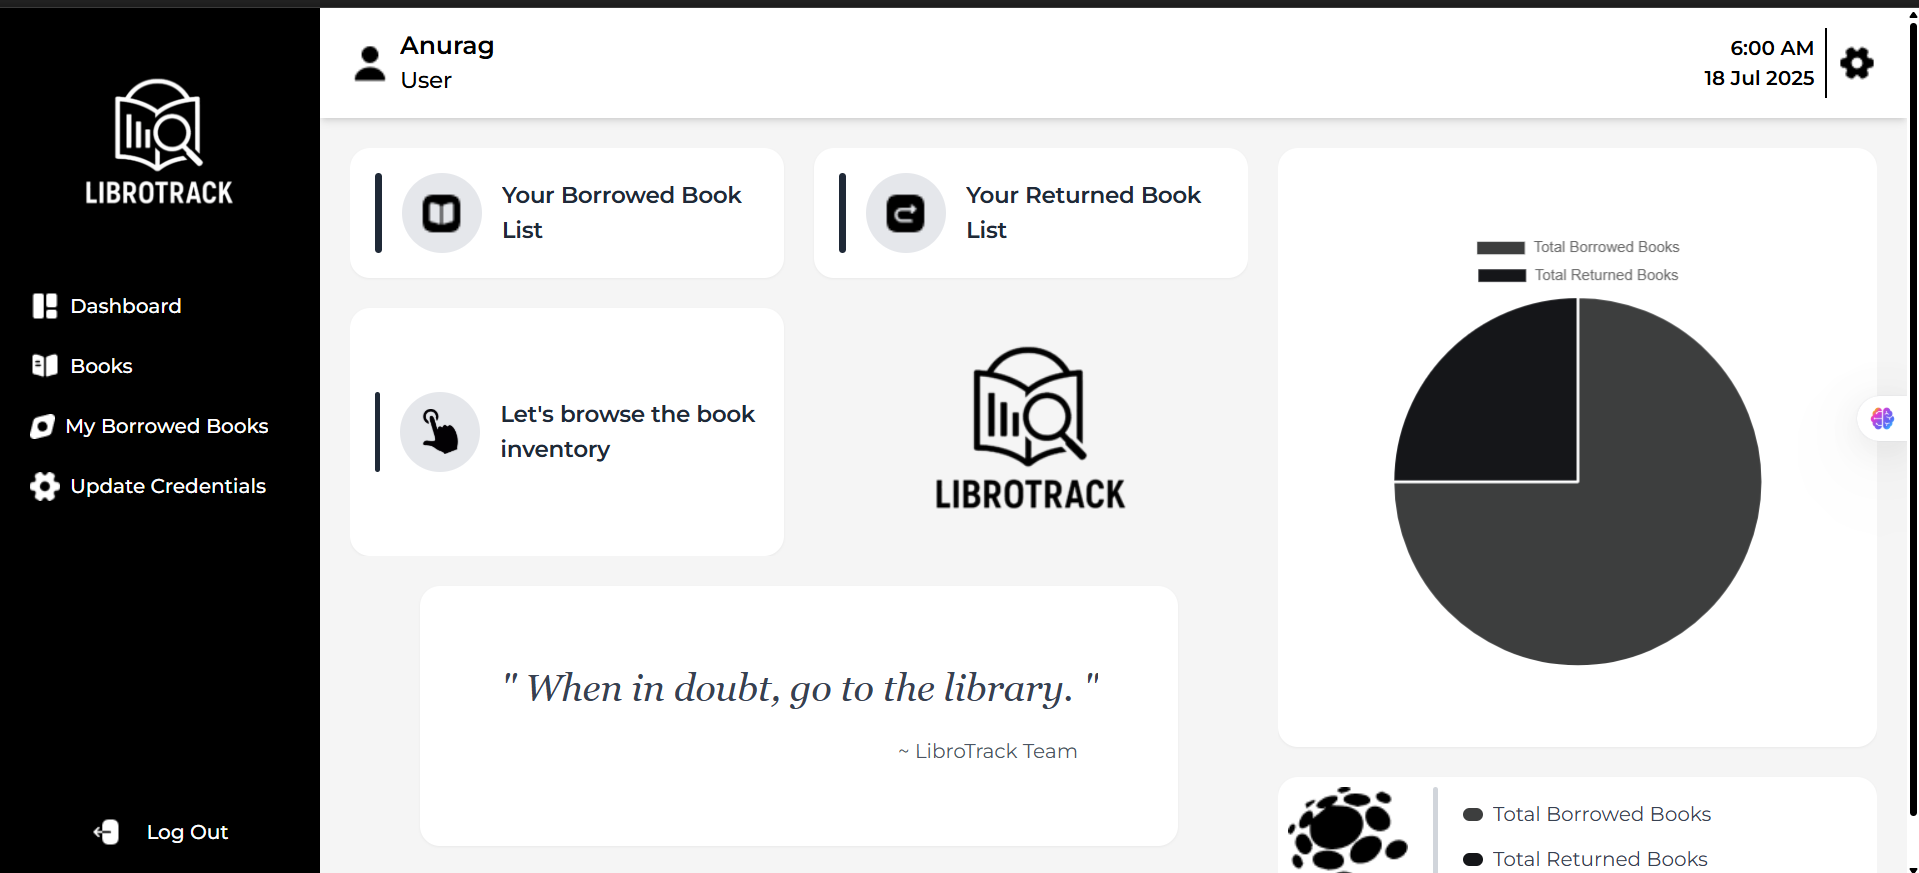 LIBROTRACK
Dashboard
Books
My Borrowed Books
Update Credentials
Log Out
Anurag
User
6:00 AM
18 Jul 2025
Your Borrowed Book
List
Your Returned Book
List
Let's browse the book
inventory
LIBROTRACK
" When in doubt, go to the library. "
~ LibroTrack Team
Total Borrowed Books
Total Returned Books
Total Borrowed Books
Total Returned Books